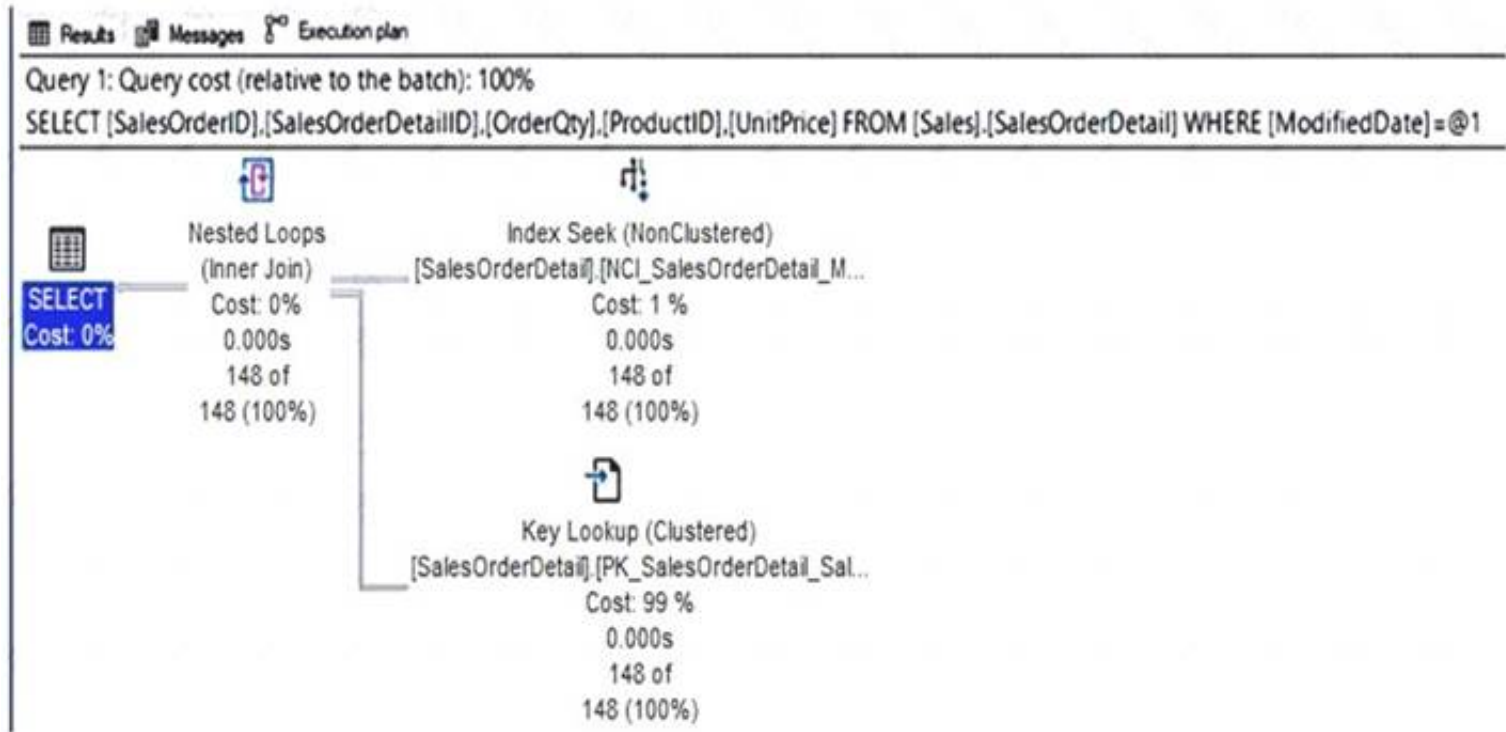 Results Messages Execution plan
Query 1: Query cost (relative to the batch): 100%
SELECT [SalesOrderID],[SalesOrderDetailID],[OrderQty],[ProductID],[UnitPrice] FROM [Sales].[SalesOrderDetail] WHERE [ModifiedDate]=@1
SELECT
Cost: 0%
Nested Loops
(Inner Join)
Cost: 0%
0.000s
148 of
148 (100%)
Index Seek (NonClustered)
[SalesOrderDetail].[NCI_SalesOrderDetail_M...
Cost: 1 %
0.000s
148 of
148 (100%)
Key Lookup (Clustered)
[SalesOrderDetail].[PK_SalesOrderDetail_Sal...
Cost: 99 %
0.000s
148 of
148 (100%)